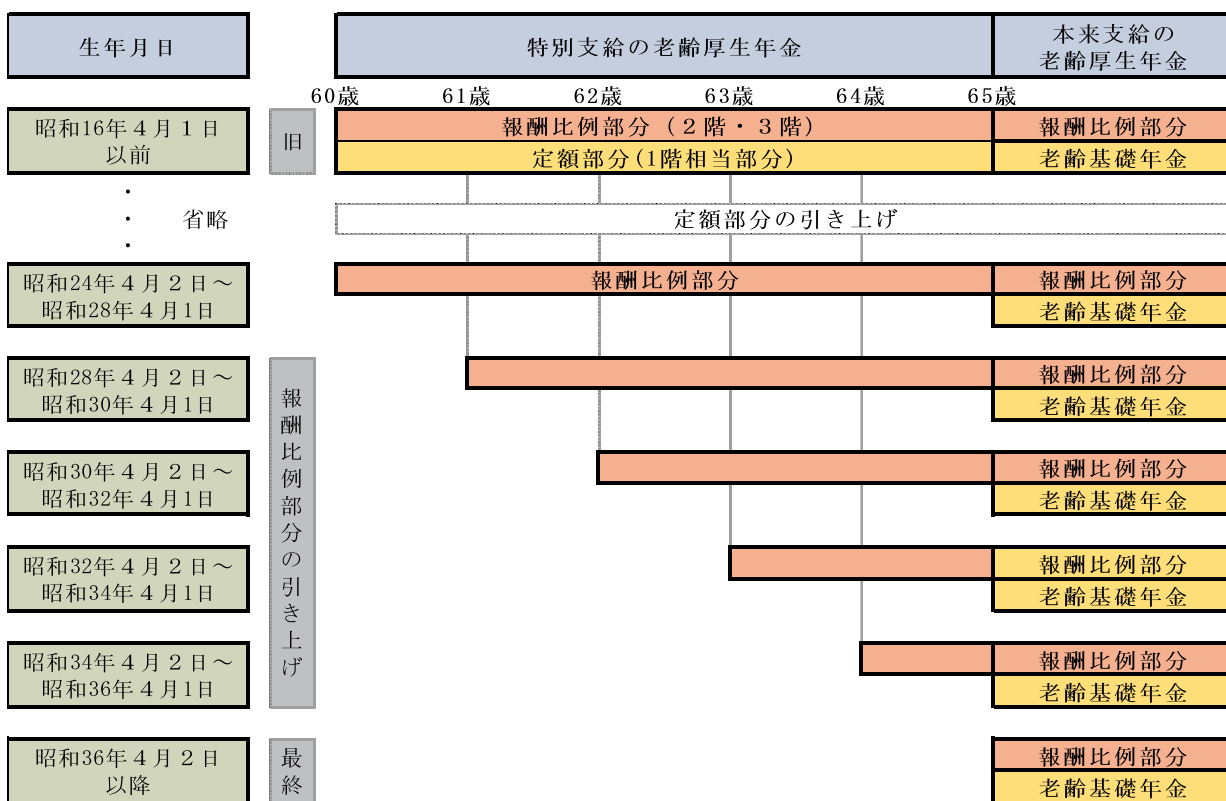 生年月日
特別支給の老齢厚生年金
本来支給の
老齢厚生年金
60歳 61歳 62歳 63歳 64歳 65歳
昭和16年４月１日
以前
旧
報酬比例部分（２階・３階）
定額部分(1階相当部分)
報酬比例部分
老齢基礎年金
・
・
・
省略
定額部分の引き上げ
昭和24年４月２日～
昭和28年４月1日
報酬比例部分
報酬比例部分
老齢基礎年金
報酬比例部分の引き上げ
昭和28年４月２日～
昭和30年４月1日
報酬比例部分
老齢基礎年金
昭和30年４月２日～
昭和32年４月1日
報酬比例部分
老齢基礎年金
昭和32年４月２日～
昭和34年４月1日
報酬比例部分
老齢基礎年金
昭和34年４月２日～
昭和36年４月1日
報酬比例部分
老齢基礎年金
昭和36年４月２日
以降
最終
報酬比例部分
老齢基礎年金